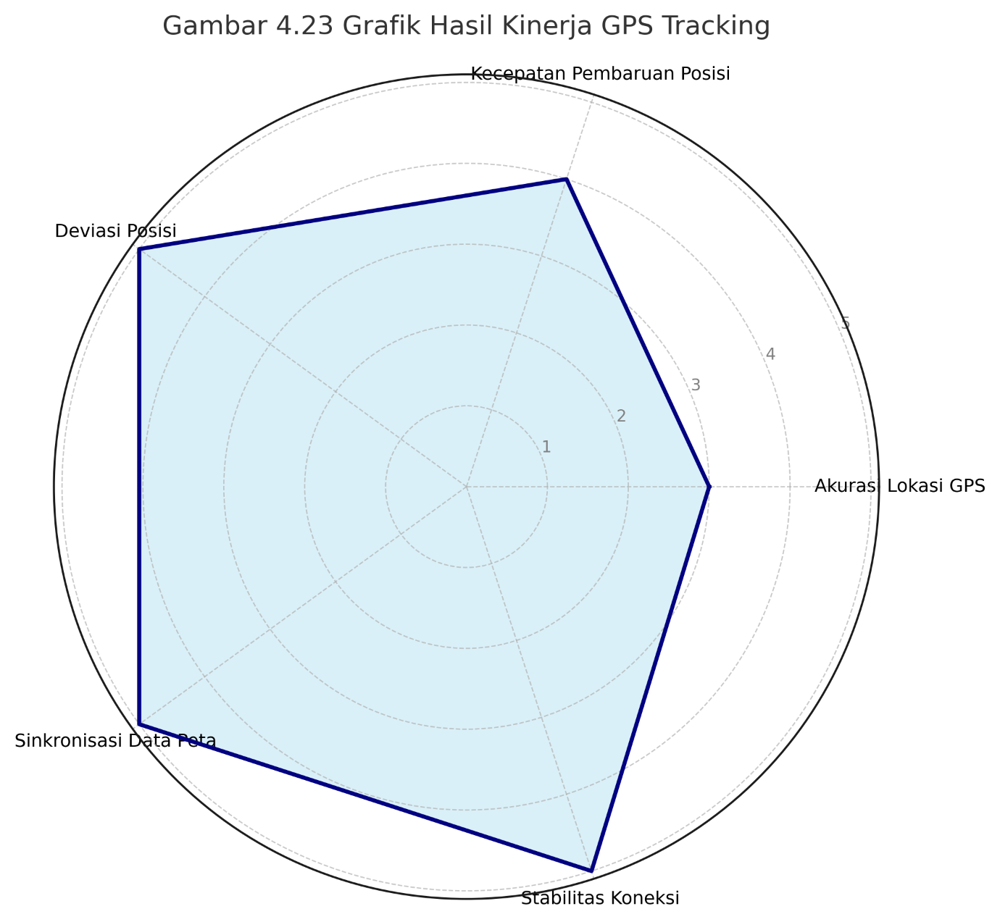 Gambar 4.23 Grafik Hasil Kinerja GPS Tracking
Kecepatan Pembaruan Posisi
Deviasi Posisi
5
4
3
2
1
Akurasi Lokasi GPS
Sinkronisasi Data Peta
Stabilitas Koneksi